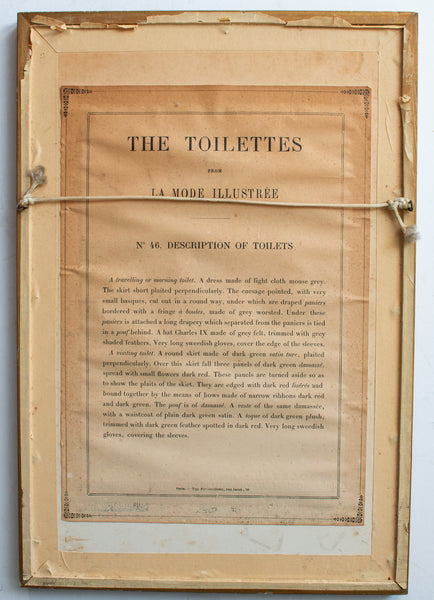 THE TOILETTES
FROM
LA MODE ILLUSTRÉE
No 46. DESCRIPTION OF TOILETS
A travelling or morning toilet. A dress made of light cloth mouse grey.
The skirt short plaited perpendicularly. The corsage pointed, with very
small basques, cut out in a round way, under which are draped paniers
bordered with a fringe à boules, made of grey worsted. Under these
paniers is attached a long drapery which separated from the paniers is tied
in a pouf behind. A hat Charles IX made of grey felt, trimmed with grey
shaded feathers. Very long swedish gloves, cover the edge of the sleeves.
A visiting toilet. A round skirt made of dark green satin turc, plaited
perpendicularly. Over this skirt fall three panels of dark green damassé,
spread with small flowers dark red. These panels are turned aside so as
to show the plaits of the skirt. They are edged with dark red and
bound together by means of bows made of narrow ribbons dark red
and dark green. The pouf is of damassé. A veste of the same damassée,
with a waistcoat of plain dark green satin. A toque of dark green plush,
trimmed with dark green feather spotted in dark red. Very long swedish
gloves, covering the sleeves.
Paris. — Typ.